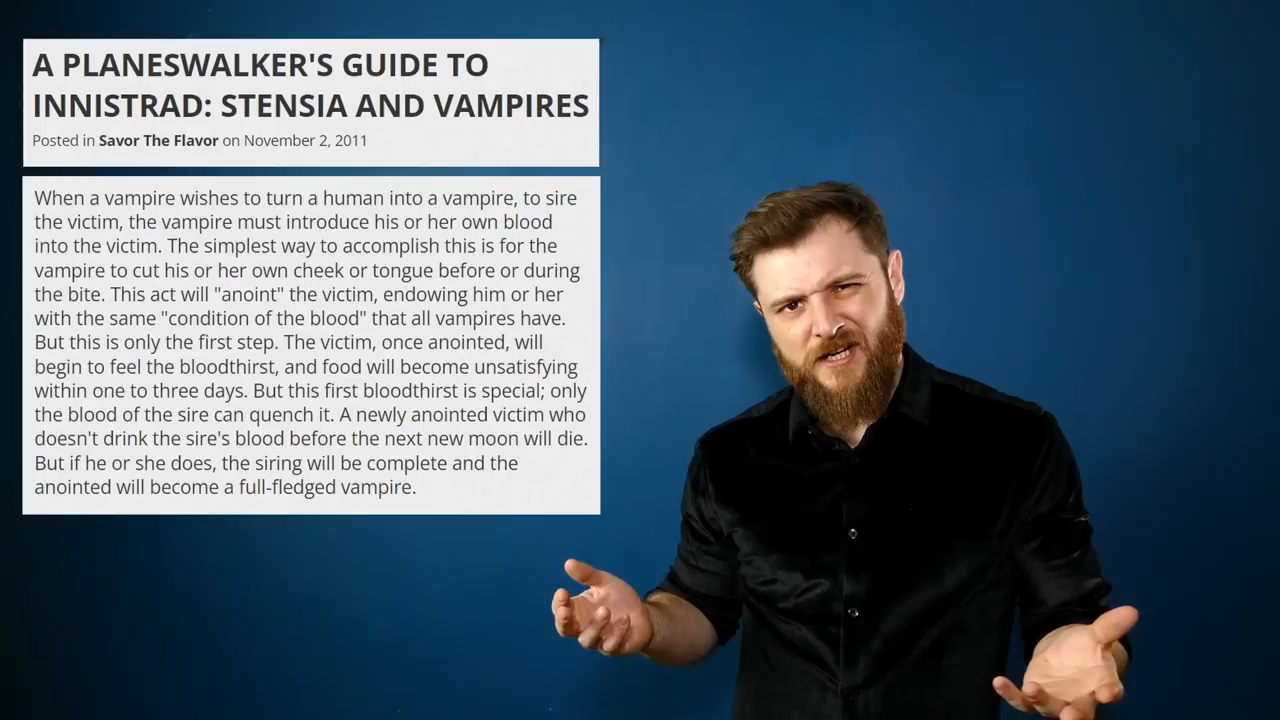 A PLANESWALKER'S GUIDE TO
INNISTRAD: STENSIA AND VAMPIRES
Posted in Savor The Flavor on November 2, 2011
When a vampire wishes to turn a human into a vampire, to sire
the victim, the vampire must introduce his or her own blood
into the victim. The simplest way to accomplish this is for the
vampire to cut his or her own cheek or tongue before or during
the bite. This act will "anoint" the victim, endowing him or her
with the same "condition of the blood" that all vampires have.
But this is only the first step. The victim, once anointed, will
begin to feel the bloodthirst, and food will become unsatisfying
within one to three days. But this first bloodthirst is special; only
the blood of the sire can quench it. A newly anointed victim who
doesn't drink the sire's blood before the next new moon will die.
But if he or she does, the siring will be complete and the
anointed will become a full-fledged vampire.